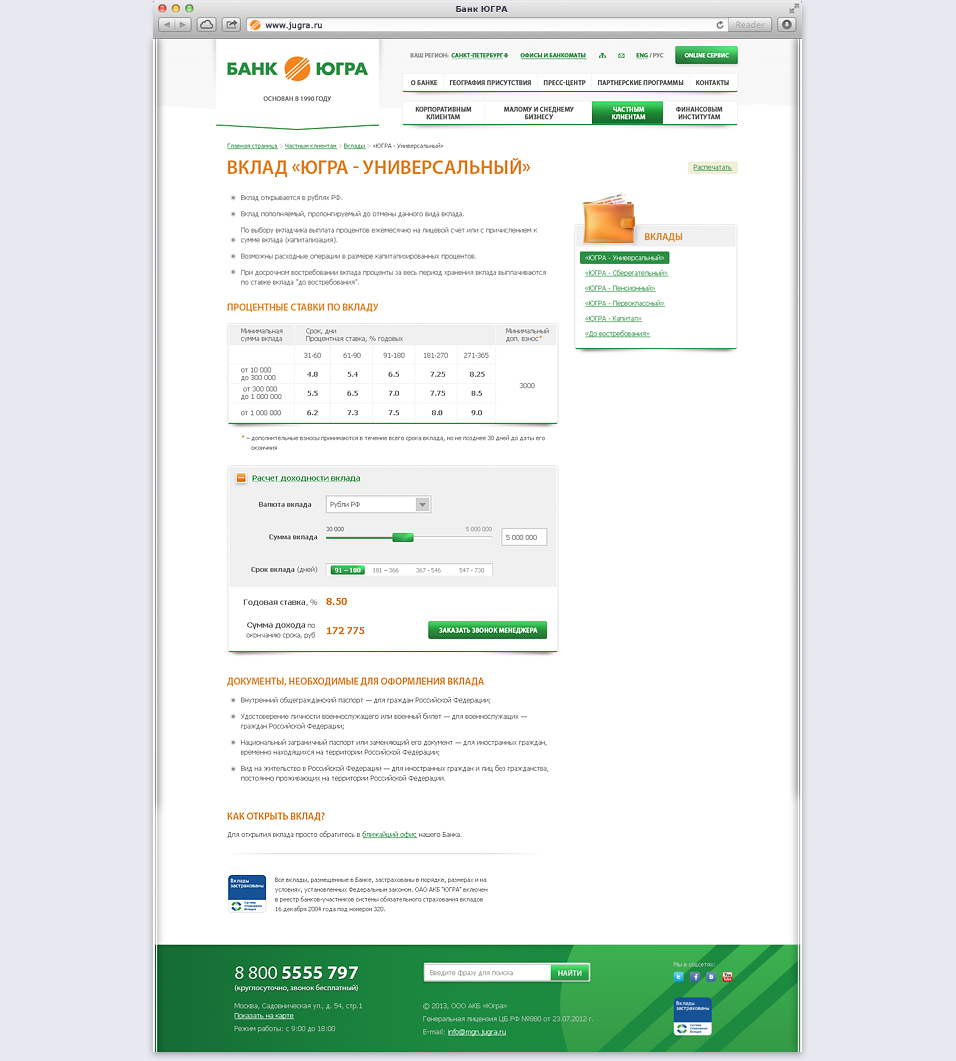 Банк ЮГРА
www.jugra.ru
Reader
БАНК ЮГРА
ОСНОВАН В 1990 ГОДУ
ВАШ РЕГИОН: САНКТ-ПЕТЕРБУРГ
ОФИСЫ И БАНКОМАТЫ
ENG / РУС
ONLINE СЕРВИС
О БАНКЕ
ГЕОГРАФИЯ ПРИСУТСТВИЯ
ПРЕСС-ЦЕНТР
ПАРТНЕРСКИЕ ПРОГРАММЫ
КОНТАКТЫ
КОРПОРАТИВНЫМ
КЛИЕНТАМ
МАЛОМУ И СНЕДНЕМУ
БИЗНЕСУ
ЧАСТНЫМ
КЛИЕНТАМ
ФИНАНСОВЫМ
ИНСТИТУТАМ
Главная страница > Частным клиентам > Вклады > «ЮГРА - Универсальный»
ВКЛАД «ЮГРА - УНИВЕРСАЛЬНЫЙ»
Распечатать
Вклад открывается в рублях РФ.
Вклад пополняемый, пролонгируемый до отмены данного вида вклада.
По выбору вкладчика выплата процентов ежемесячно на лицевой счет или с причислением к
сумме вклада (капитализация).
Возможны расходные операции в размере капитализированных процентов.
При досрочном востребовании вклада проценты за весь период хранения вклада выплачиваются
по ставке вклада "до востребования".
ВКЛАДЫ
«ЮГРА - Универсальный»
«ЮГРА - Сберегательный»
«ЮГРА - Пенсионный»
«ЮГРА - Первоклассный»
«ЮГРА - Капитал»
«До востребования»
ПРОЦЕНТНЫЕ СТАВКИ ПО ВКЛАДУ
Минимальная
сумма вклада
Срок, дни
Процентная ставка, % годовых
Минимальный
доп. взнос*
31-60 61-90 91-180 181-270 271-365
от 10 000
до 300 000
4.8 5.4 6.5 7.25 8.25
от 300 000
до 1 000 000
5.5 6.5 7.0 7.75 8.5
3000
от 1 000 000 6.2 7.3 7.5 8.0 9.0
* – дополнительные взносы принимаются в течение всего срока вклада, но не позднее 30 дней до даты его
окончния
Расчет доходности вклада
Валюта вклада Рубли РФ
30 000 5 000 000
Сумма вклада 5 000 000
Срок вклада (дней) 91 – 180 181 – 366 367 - 546 547 - 730
Годовая ставка, % 8.50
Сумма дохода по
окончанию срока, руб
172 775
ЗАКАЗАТЬ ЗВОНОК МЕНЕДЖЕРА
ДОКУМЕНТЫ, НЕОБХОДИМЫЕ ДЛЯ ОФОРМЛЕНИЯ ВКЛАДА
Внутренний общегражданский паспорт — для граждан Российской Федерации;
Удостоверение личности военнослужащего или военный билет — для военнослужащих —
граждан Российской Федерации;
Национальный заграничный паспорт или заменяющий его документ — для иностранных граждан,
временно находящихся на территории Российской Федерации;
Вид на жительство в Российской Федерации — для иностранных граждан и лиц без гражданства,
постоянно проживающих на территории Российской Федерации.
КАК ОТКРЫТЬ ВКЛАД?
Для открытия вклада просто обратитесь в ближайший офис нашего Банка.
Вклады
застрахованы
Система
Страхования
Вкладов
Все вклады, размещенные в Банке, застрахованы в порядке, размерах и на
условиях, установленных Федеральным законом. ОАО АКБ "ЮГРА" включен
в реестр банков-участников системы обязательного страхования вкладов
16 декабря 2004 года под номером 320.
8 800 5555 797
(круглосуточно, звонок бесплатный)
Москва, Садовническая ул., д. 54, стр.1
Показать на карте
Режим работы: с 9:00 до 18:00
Введите фразу для поиска
НАЙТИ
© 2013, ООО АКБ «Югра»
Генеральная лицензия ЦБ РФ №880 от 23.07.2012 г.
E-mail: info@mgn.jugra.ru
Мы в соцсетях:
Вклады
застрахованы
Система
Страхования
Вкладов